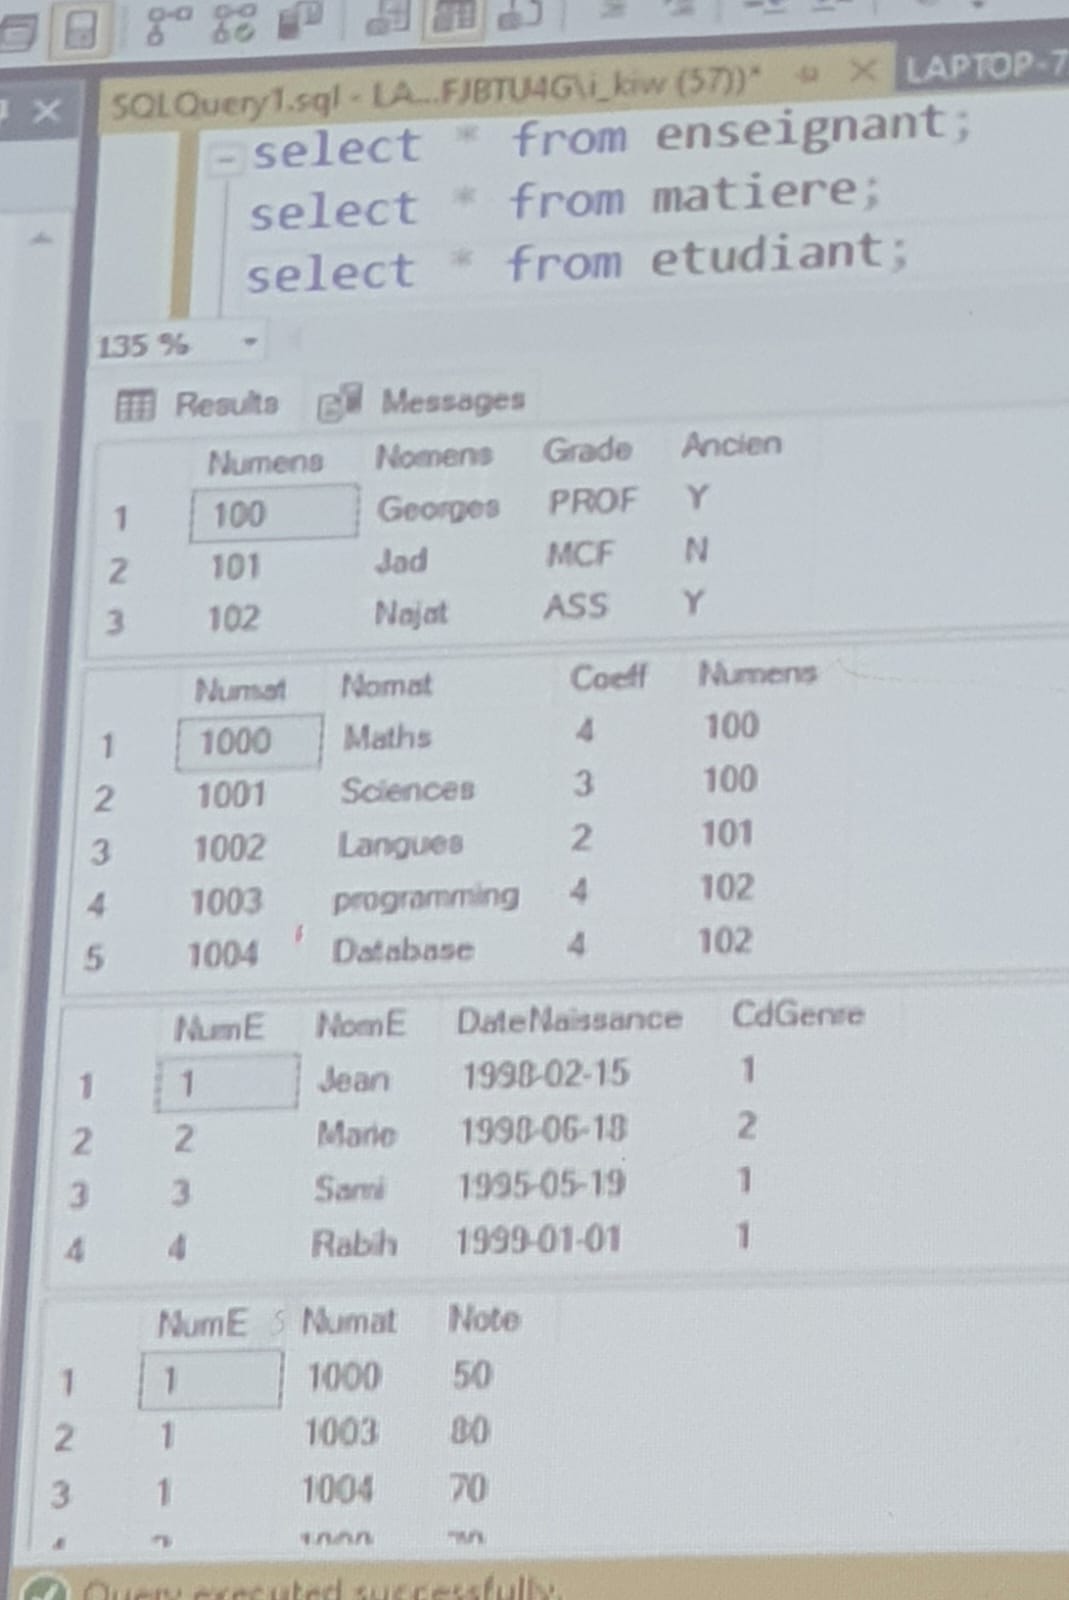 SQLQuery1.sql - LA...FJBTU4G\i_kiw (57))* LAPTOP-7
select * from enseignant;
select * from matiere;
select * from etudiant;
135 %
Results Messages
Numens Nomens Grade Ancien
1 100 Georges PROF Y
2 101 Jad MCF N
3 102 Najat ASS Y
Numat Nomat Coeff Numens
1 1000 Maths 4 100
2 1001 Sciences 3 100
3 1002 Langues 2 101
4 1003 programming 4 102
5 1004 Database 4 102
NumE NomE DateNaissance CdGenre
1 1 Jean 1998-02-15 1
2 2 Marie 1998-06-18 2
3 3 Sami 1995-05-19 1
4 4 Rabih 1999-01-01 1
NumE Numat Note
1 1 1000 50
2 1 1003 80
3 1 1004 70
Query executed successfully.